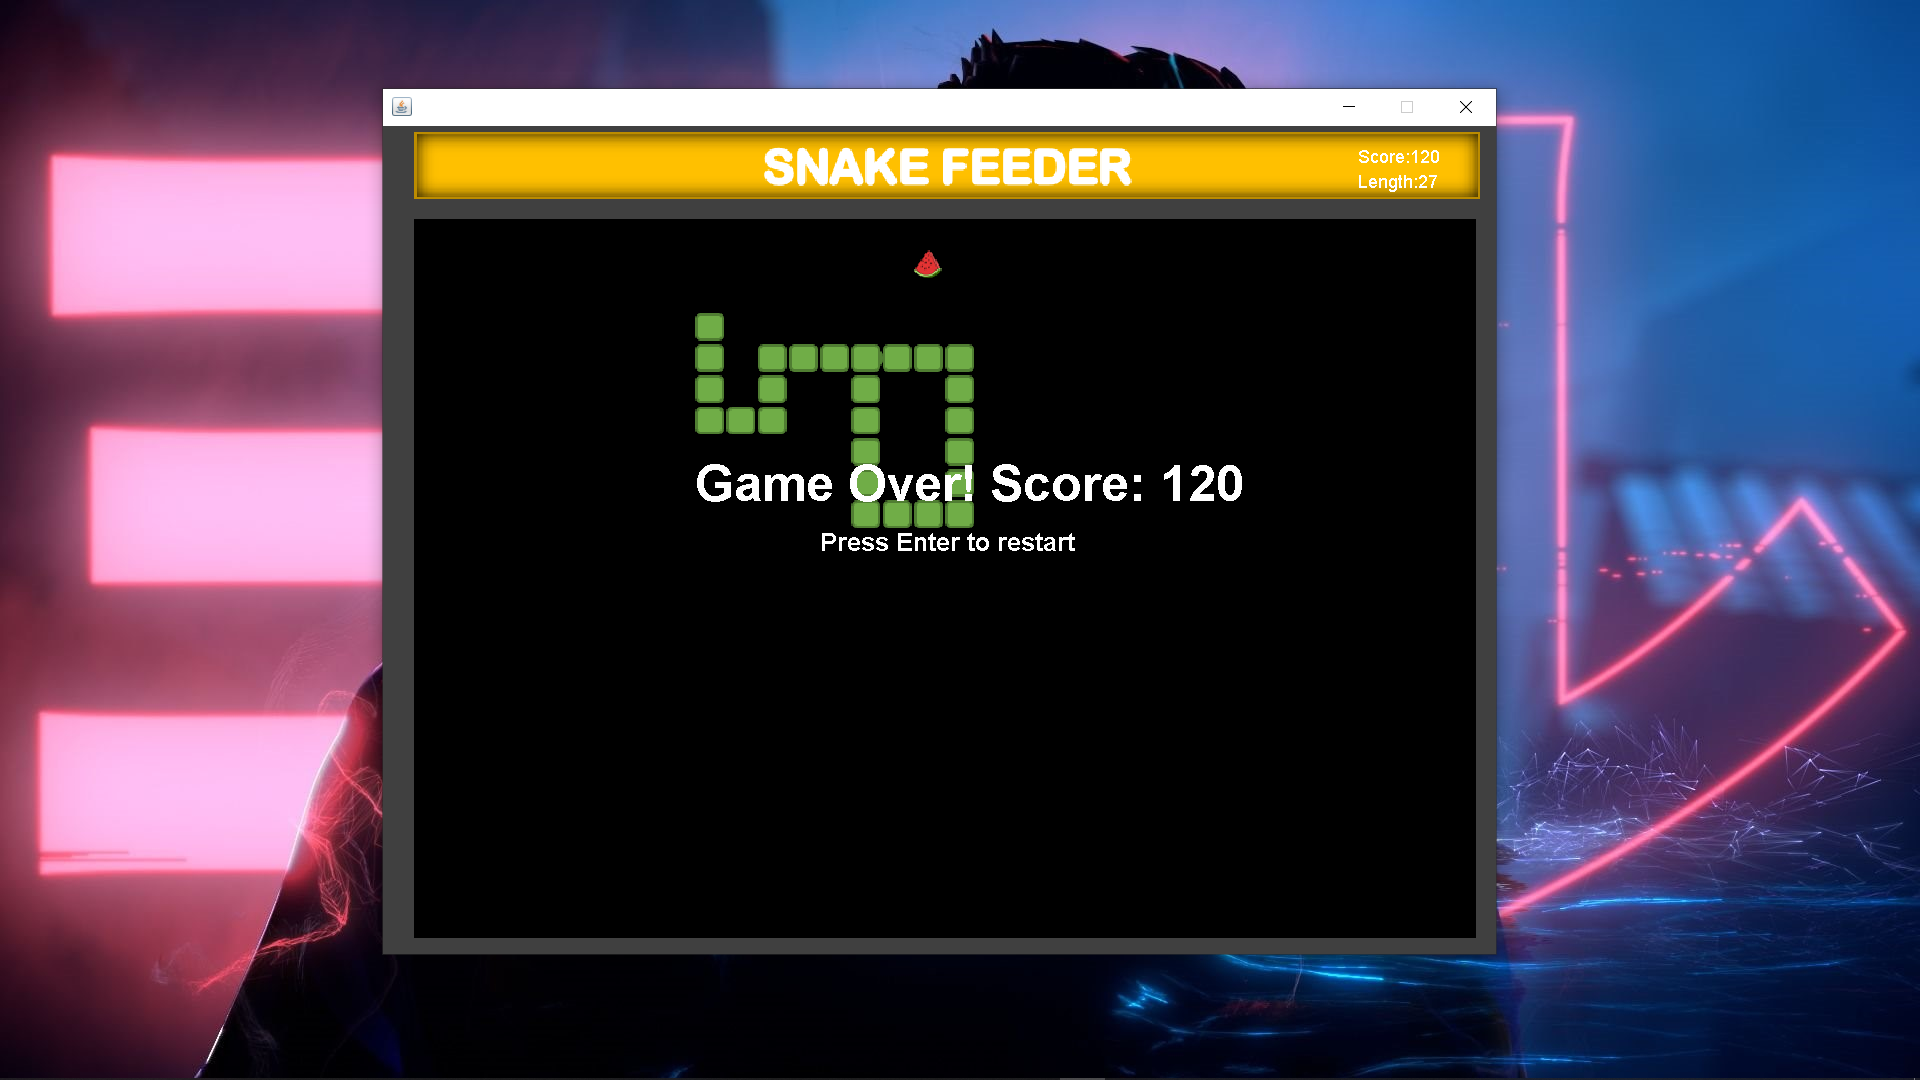 SNAKE FEEDER
Score:120
Length:27
Game Over! Score: 120
Press Enter to restart